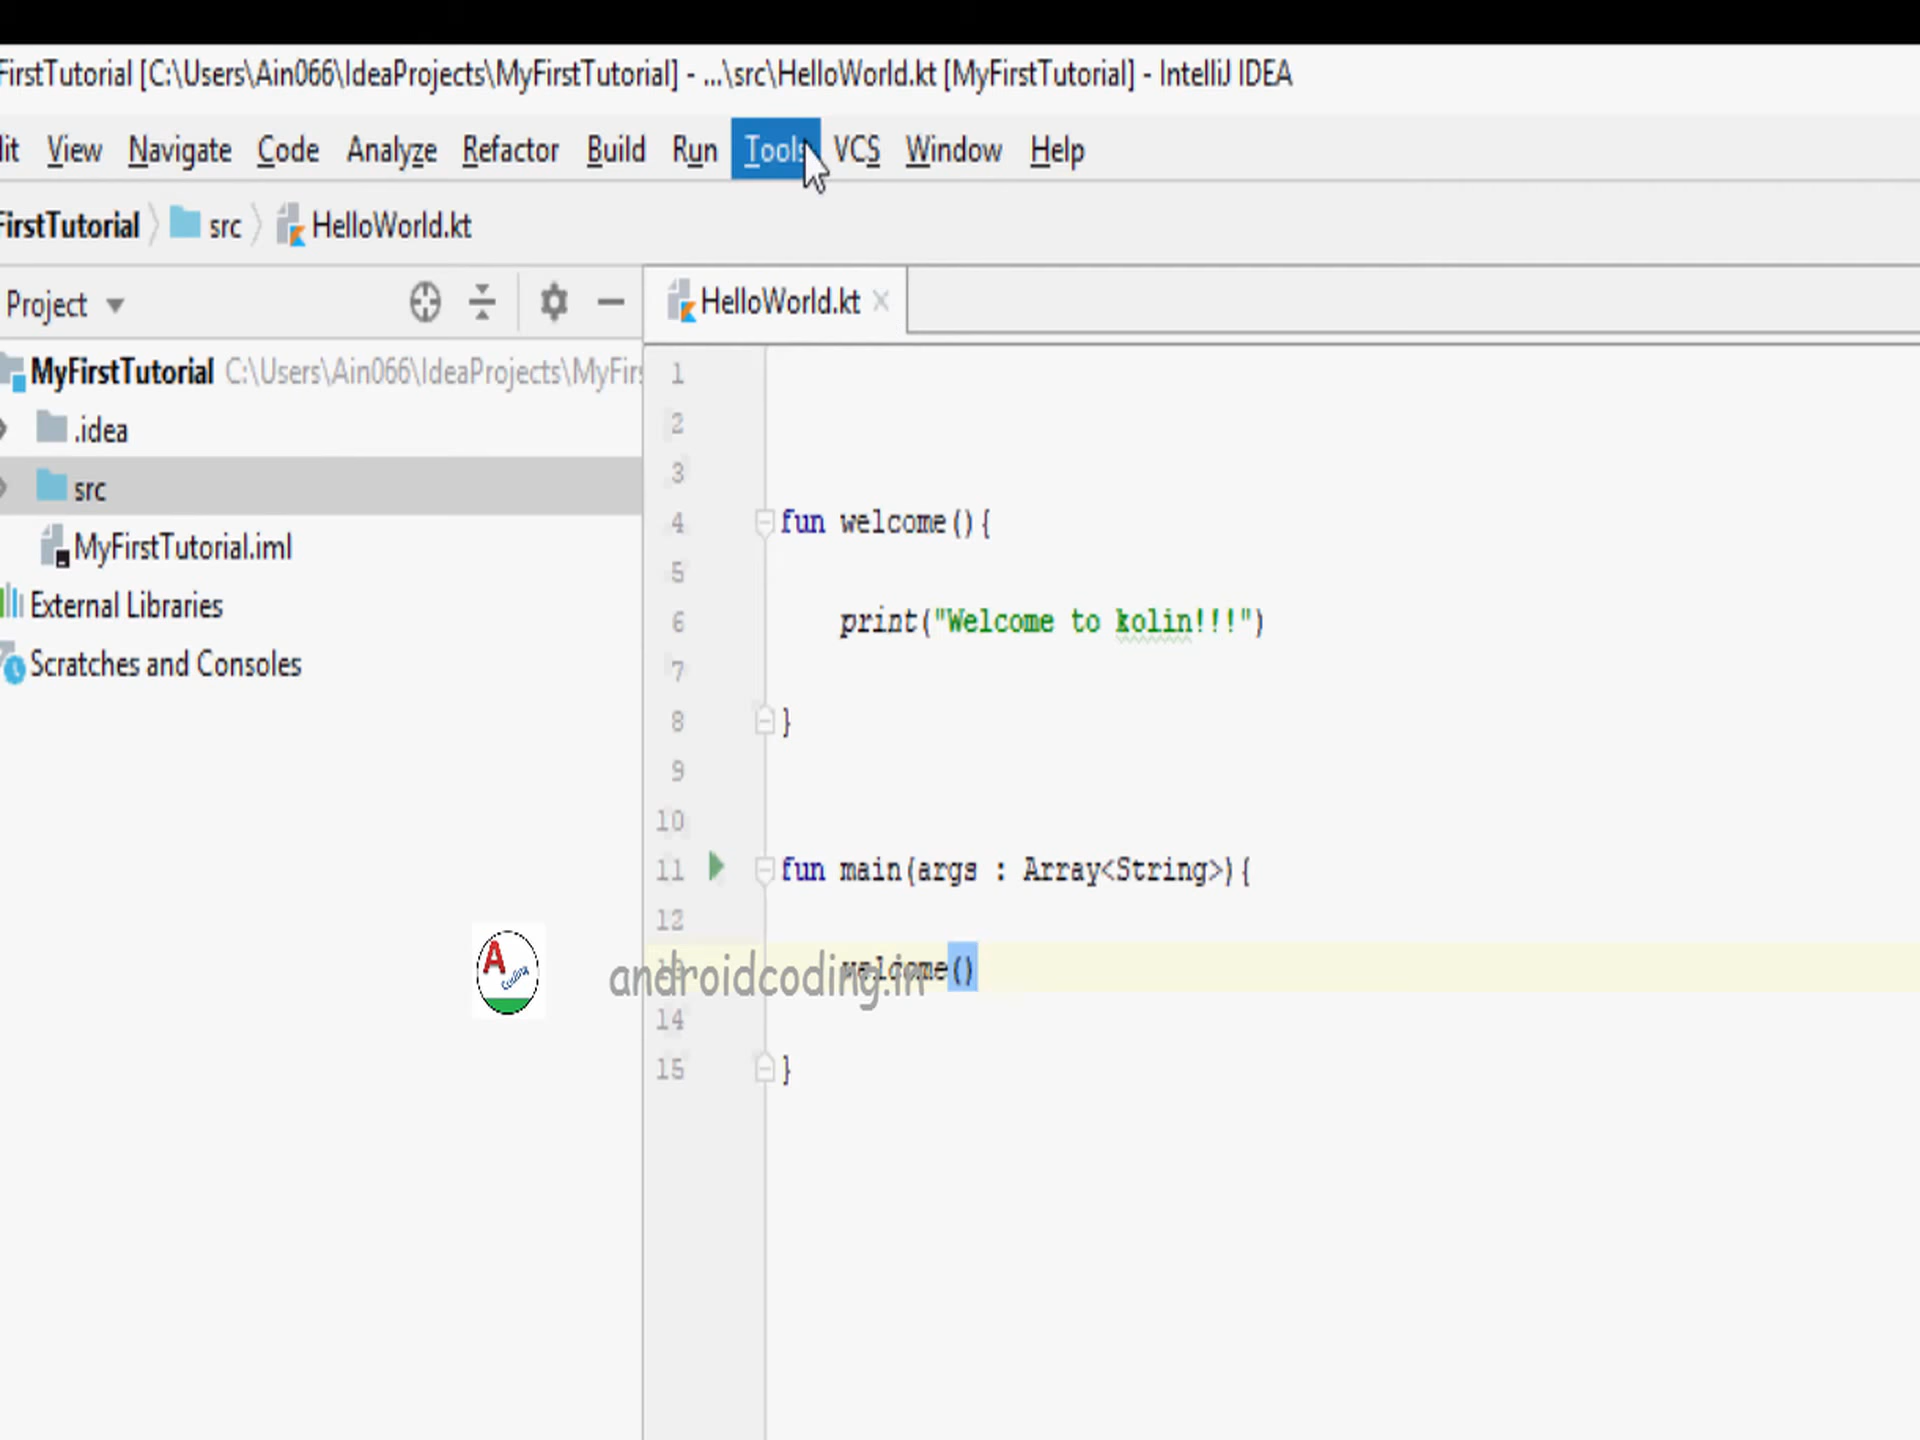 FirstTutorial [C:\Users\Ain066\IdeaProjects\MyFirstTutorial] - ...\src\HelloWorld.kt [MyFirstTutorial] - IntelliJ IDEA
lit View Navigate Code Analyze Refactor Build Run Tools VCS Window Help
FirstTutorial src HelloWorld.kt
Project
HelloWorld.kt
MyFirstTutorial C:\Users\Ain066\IdeaProjects\MyFirs
.idea
src
MyFirstTutorial.iml
External Libraries
Scratches and Consoles
1
2
3
4 fun welcome(){
5
6 print("Welcome to kolin!!!")
7
8 }
9
10
11 fun main(args : Array<String>){
12
13 welcome()
14
15 }
A Coding
androidcoding.in